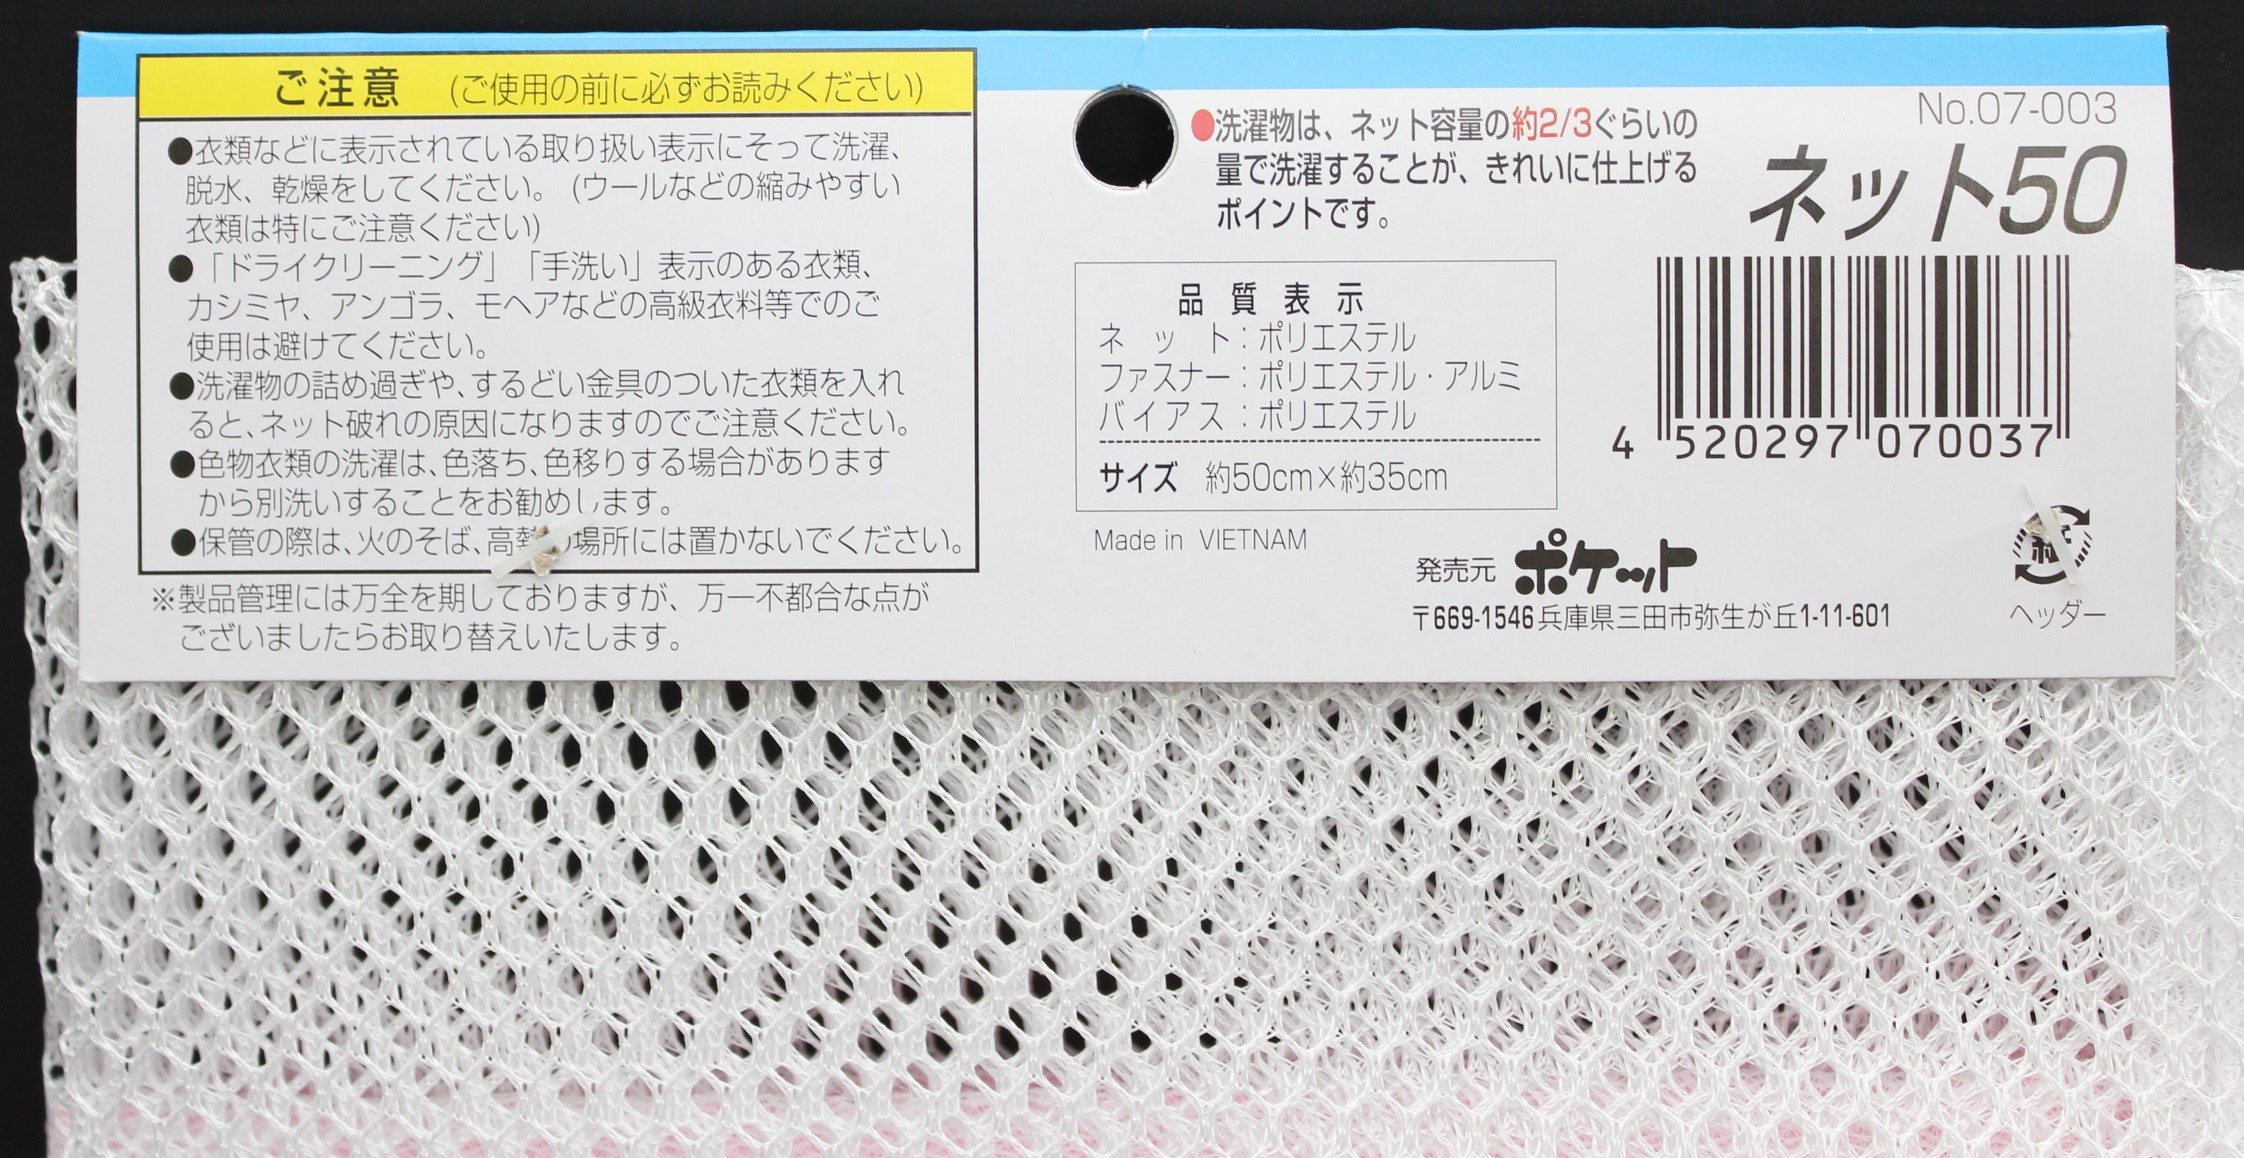 ご注意 (ご使用の前に必ずお読みください)
●衣類などに表示されている取り扱い表示にそって洗濯、
脱水、乾燥をしてください。(ウールなどの縮みやすい
衣類は特にご注意ください)
●「ドライクリーニング」「手洗い」表示のある衣類、
カシミヤ、アンゴラ、モヘアなどの高級衣料等でのご
使用は避けてください。
●洗濯物の詰め過ぎや、するどい金具のついた衣類を入れ
ると、ネット破れの原因になりますのでご注意ください。
●色物衣類の洗濯は、色落ち、色移りする場合があります
から別洗いすることをお勧めします。
●保管の際は、火のそば、高熱の場所には置かないでください。
※製品管理には万全を期しておりますが、万一不都合な点が
ございましたらお取り替えいたします。
●洗濯物は、ネット容量の約2/3ぐらいの
量で洗濯することが、きれいに仕上げる
ポイントです。
No.07-003
ネット50
品質表示
ネット:ポリエステル
ファスナー:ポリエステル・アルミ
バイアス:ポリエステル
サイズ 約50cm×約35cm
Made in VIETNAM
4 520297 070037
発売元 ポケット
〒669-1546兵庫県三田市弥生が丘1-11-601
紙
ヘッダー